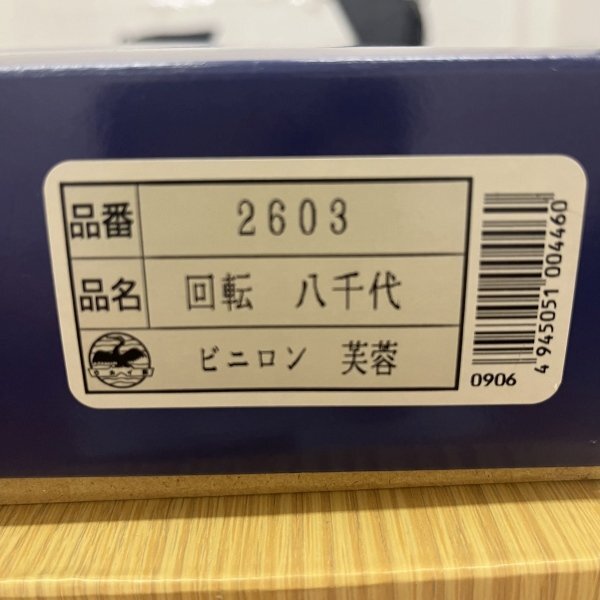 品番 2603
品名 回転 八千代
ビニロン 芙蓉
4 945051 004460
0906